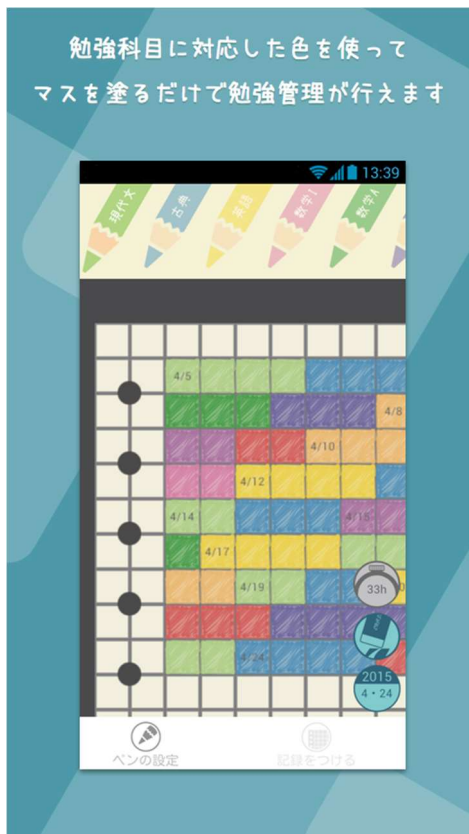 勉強科目に対応した色を使って
マスを塗るだけで勉強管理が行えます
13:39
現代文
古典
英語
数学I
数学A
4/5
4/8
4/10
4/12
4/14
4/15
4/17
4/19
4/24
33h
2015
4・24
ペンの設定
記録をつける